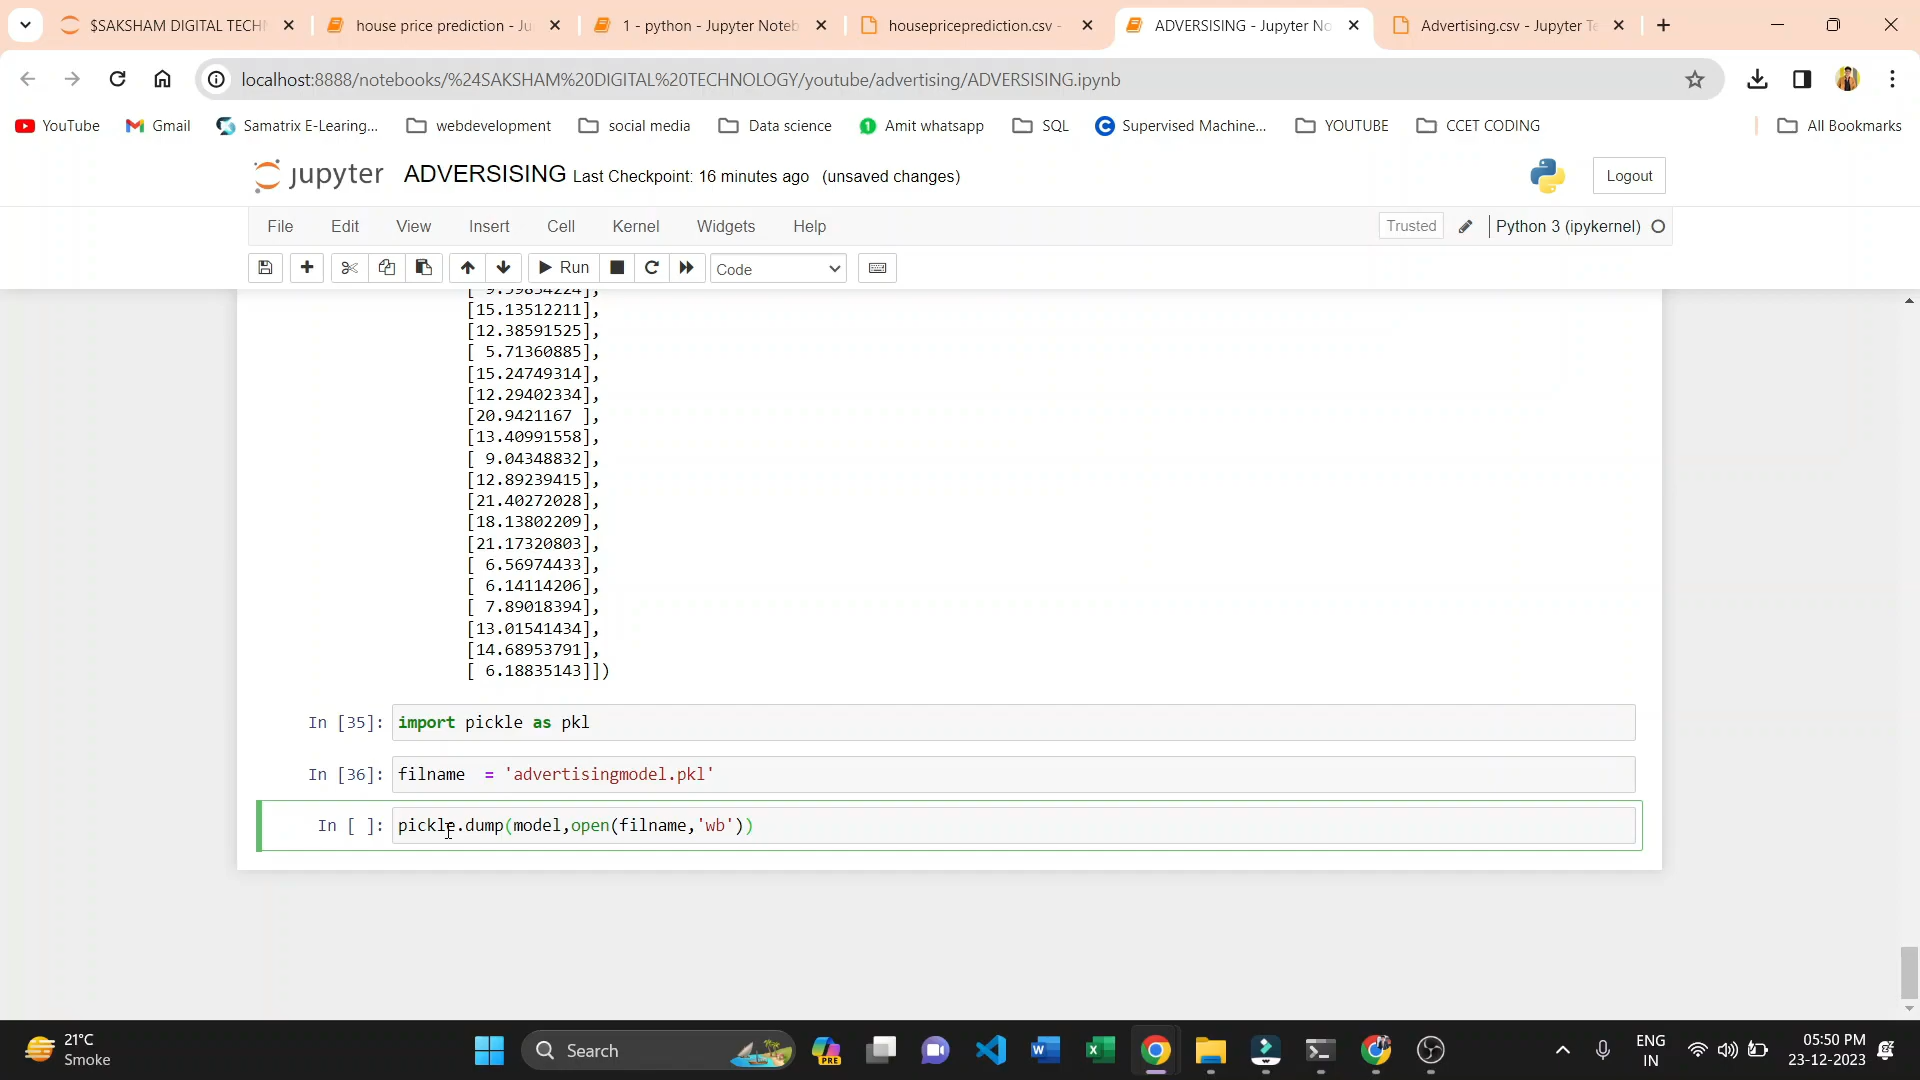 $SAKSHAM DIGITAL TECHN
house price prediction - Ju
1 - python - Jupyter Noteb
housepriceprediction.csv -
ADVERSISING - Jupyter No
Advertising.csv - Jupyter Te
localhost:8888/notebooks/%24SAKSHAM%20DIGITAL%20TECHNOLOGY/youtube/advertising/ADVERSISING.ipynb
YouTube
Gmail
Samatrix E-Learing...
webdevelopment
social media
Data science
Amit whatsapp
SQL
Supervised Machine...
YOUTUBE
CCET CODING
All Bookmarks
jupyter ADVERSISING Last Checkpoint: 16 minutes ago (unsaved changes)
Logout
File Edit View Insert Cell Kernel Widgets Help
Trusted
Python 3 (ipykernel)
Run
Code
[ 9.59834224],
[15.13512211],
[12.38591525],
[ 5.71360885],
[15.24749314],
[12.29402334],
[20.9421167 ],
[13.40991558],
[ 9.04348832],
[12.89239415],
[21.40272028],
[18.13802209],
[21.17320803],
[ 6.56974433],
[ 6.14114206],
[ 7.89018394],
[13.01541434],
[14.68953791],
[ 6.18835143]])
In [35]: import pickle as pkl
In [36]: filname  = 'advertisingmodel.pkl'
In [ ]: pickle.dump(model,open(filname,'wb'))
21°C
Smoke
Search
PRE
ENG
IN
05:50 PM
23-12-2023